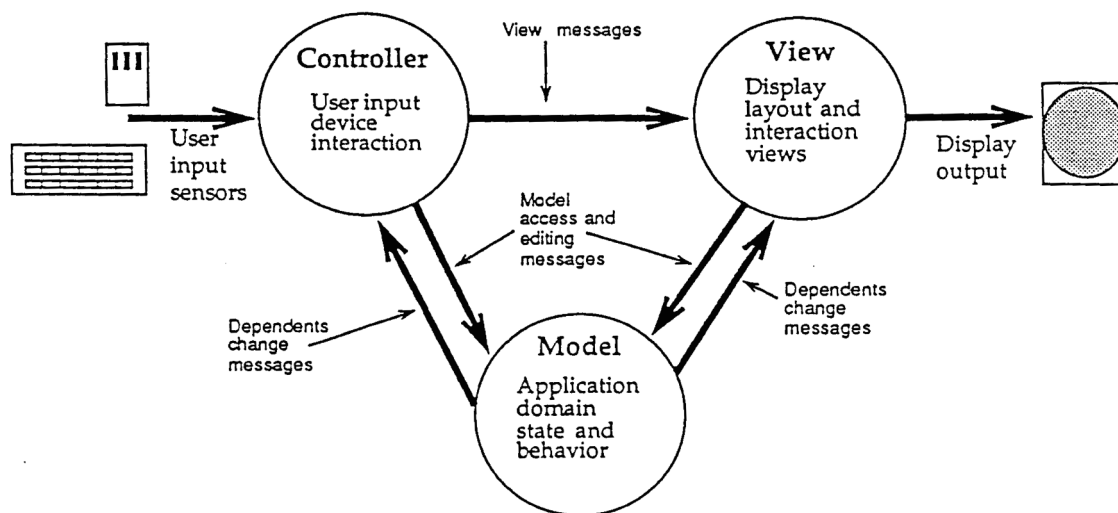 View messages
Controller
User input
device
interaction
View
Display
layout and
interaction
views
User
input
sensors
Display
output
Model
access and
editing
messages
Dependents
change
messages
Dependents
change
messages
Model
Application
domain
state and
behavior